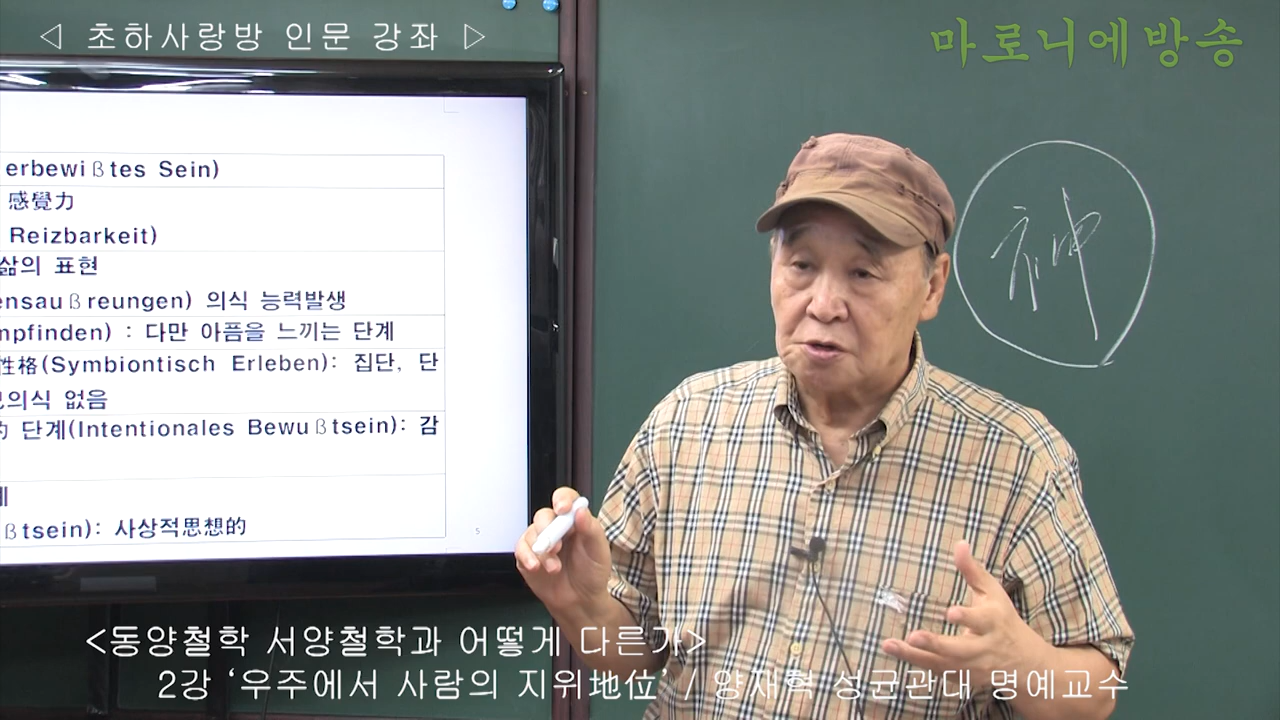 ◁ 초하사랑방 인문 강좌 ▷
마로니에방송
erbewißtes Sein)
感覺力
Reizbarkeit)
삶의 표현
ensaußreungen) 의식 능력발생
mpfinden) : 다만 아픔을 느끼는 단계
性格(Symbiontisch Erleben): 집단, 단
의식 없음
단계(Intentionales Bewußtsein): 감
ßtsein): 사상적思想的
5
神
<동양철학 서양철학과 어떻게 다른가>
2강 ‘우주에서 사람의 지위地位’ / 양재혁 성균관대 명예교수